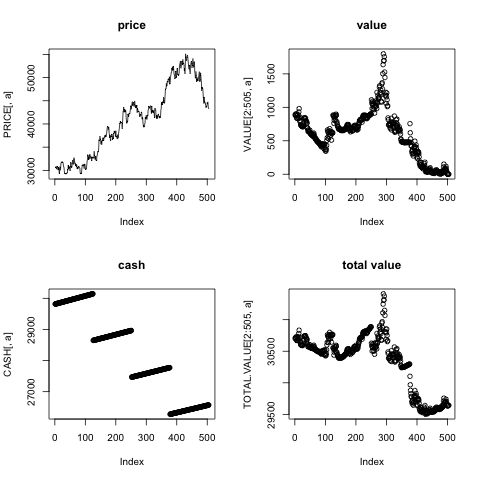 price
PRICE[, a]
30000 40000 50000
0 100 200 300 400 500
Index
value
VALUE[2:505, a]
0 500 1000 1500
0 100 200 300 400 500
Index
cash
CASH[, a]
27000 29000
0 100 200 300 400 500
Index
total value
TOTAL.VALUE[2:505, a]
29500 30500
0 100 200 300 400 500
Index